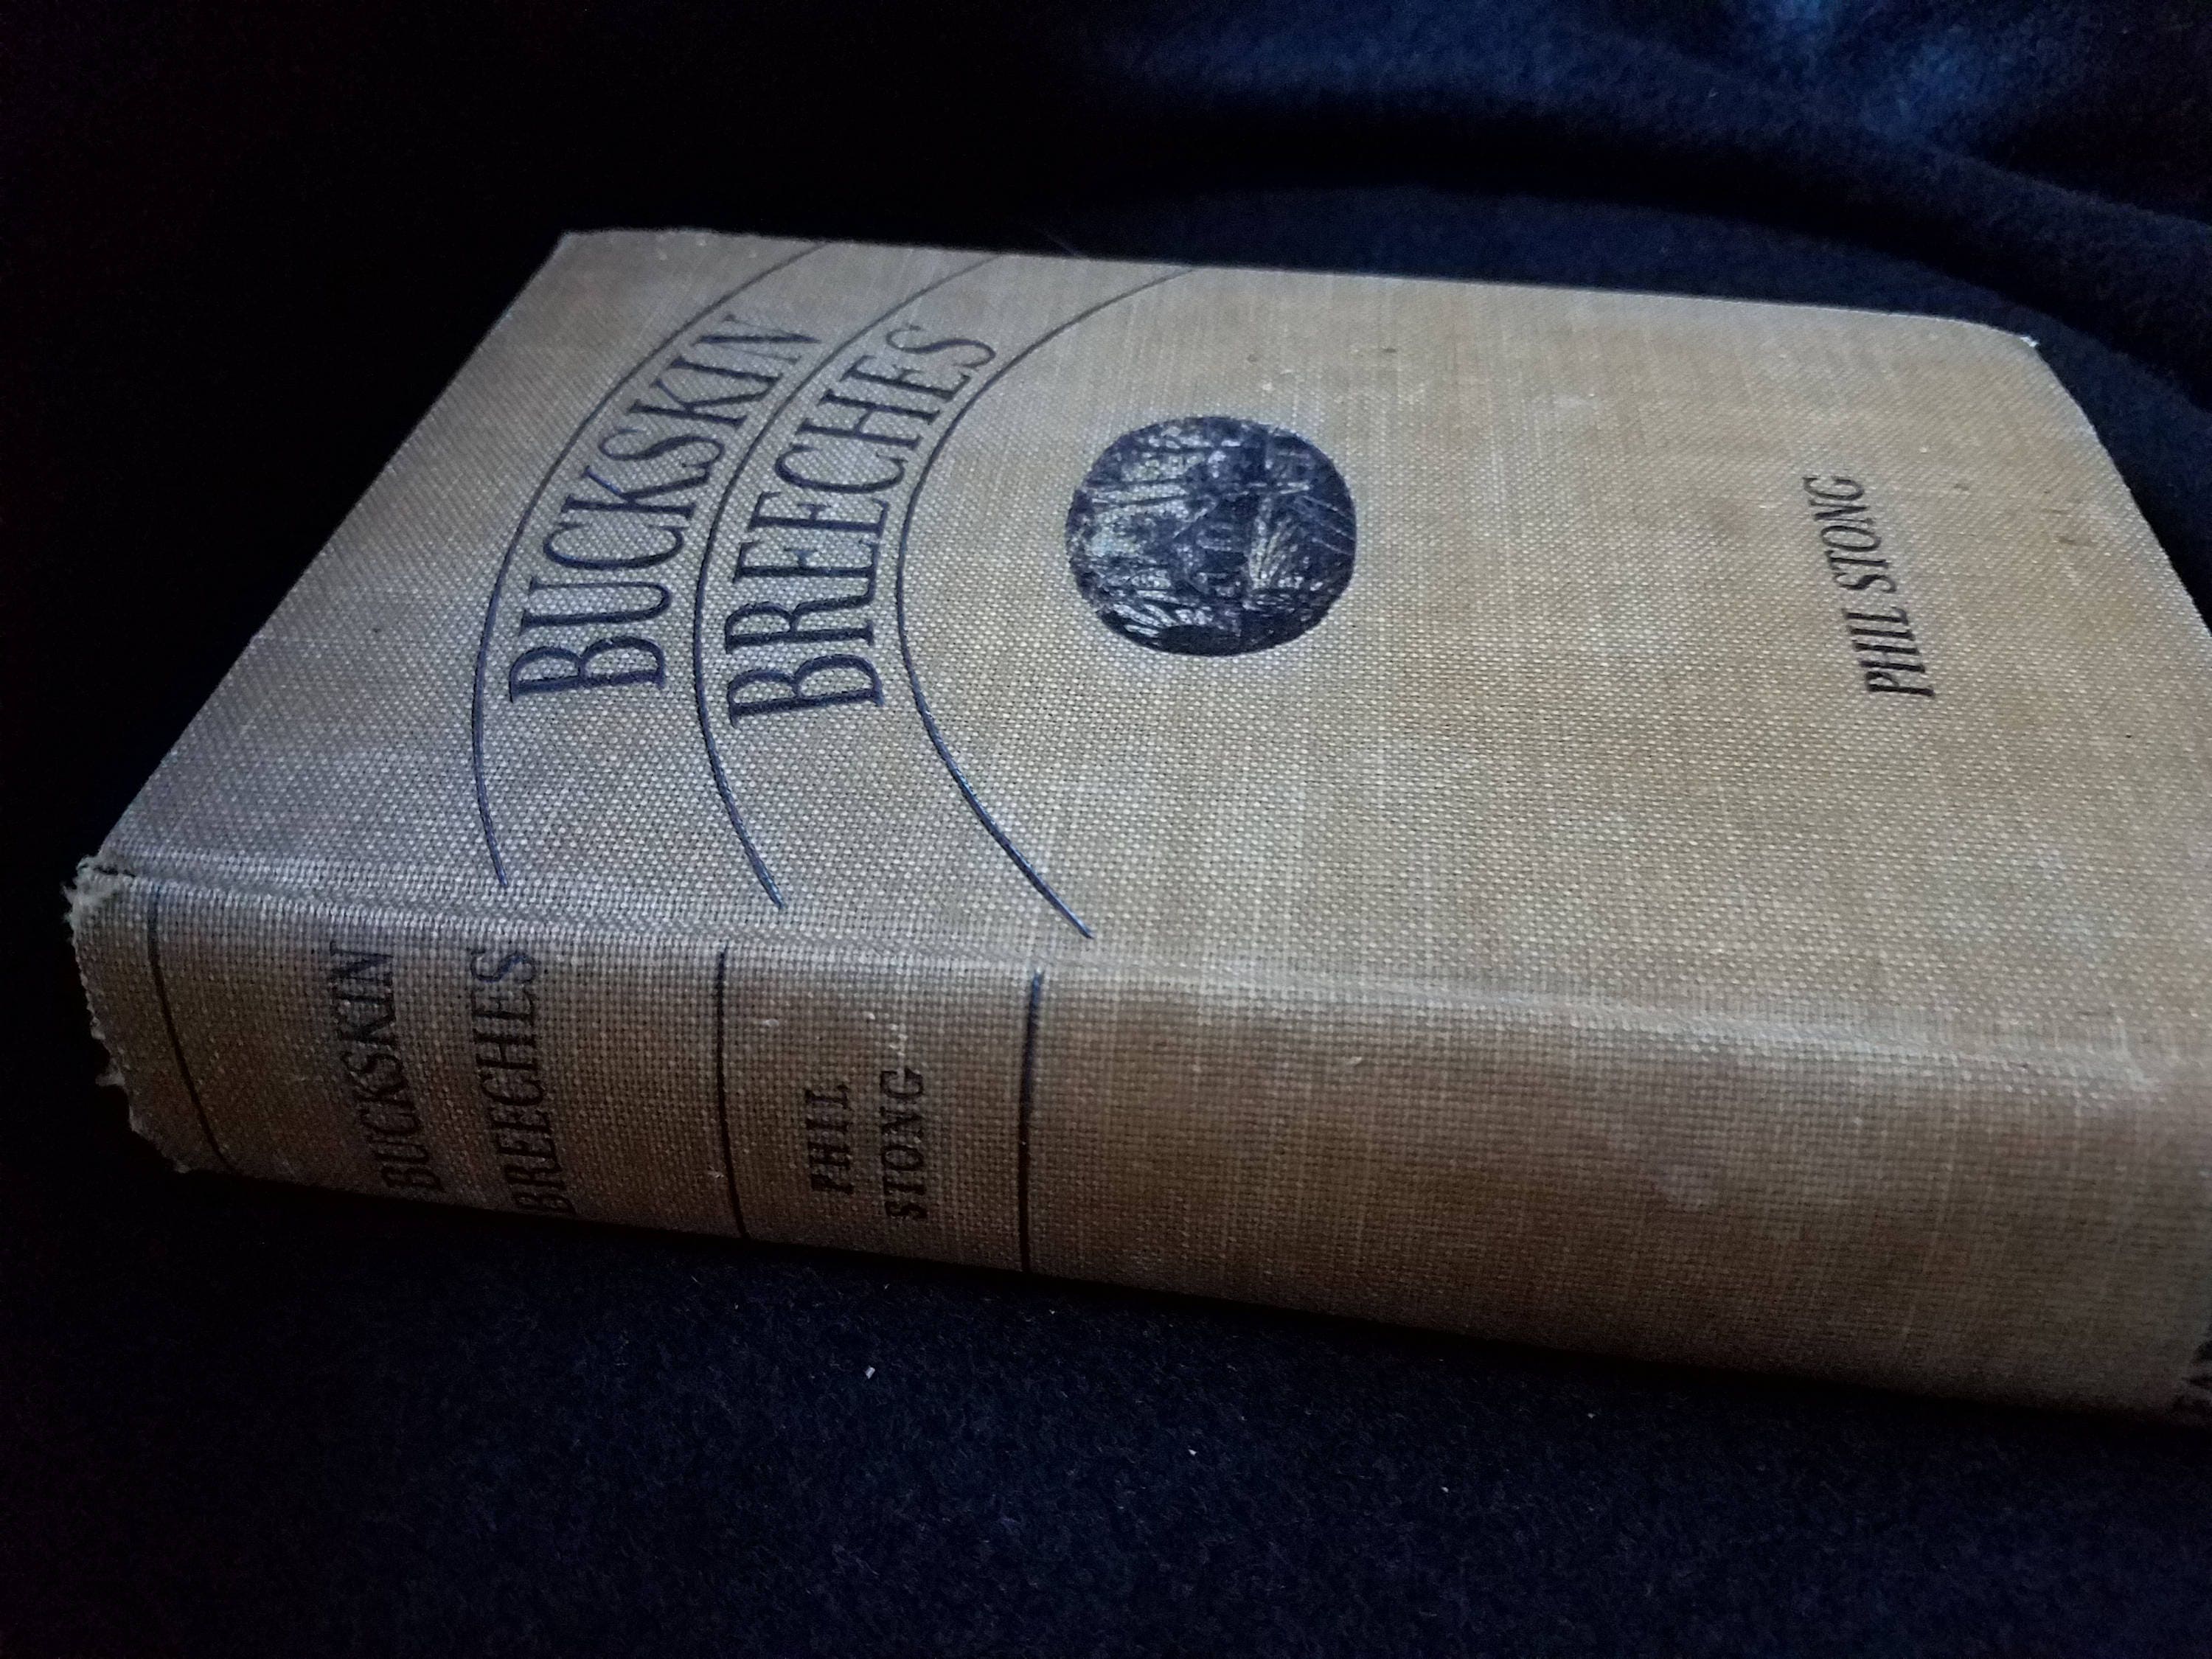 BUCKSKIN
BREECHES
PHIL STONG
BUCKSKIN
BREECHES
PHIL
STONG